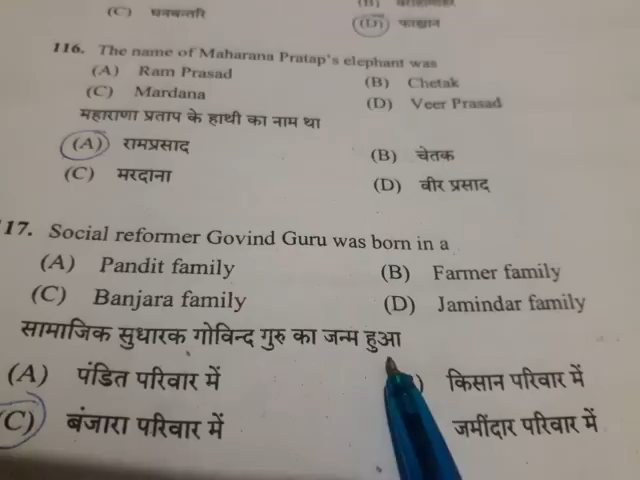 (C) धनवन्तरि
(D) फाह्यान
116. The name of Maharana Pratap's elephant was
(A) Ram Prasad (B) Chetak
(C) Mardana (D) Veer Prasad
महाराणा प्रताप के हाथी का नाम था
(A) रामप्रसाद (B) चेतक
(C) मरदाना (D) वीर प्रसाद
17. Social reformer Govind Guru was born in a
(A) Pandit family (B) Farmer family
(C) Banjara family (D) Jamindar family
सामाजिक सुधारक गोविन्द गुरु का जन्म हुआ
(A) पंडित परिवार में ) किसान परिवार में
(C) बंजारा परिवार में जमींदार परिवार में